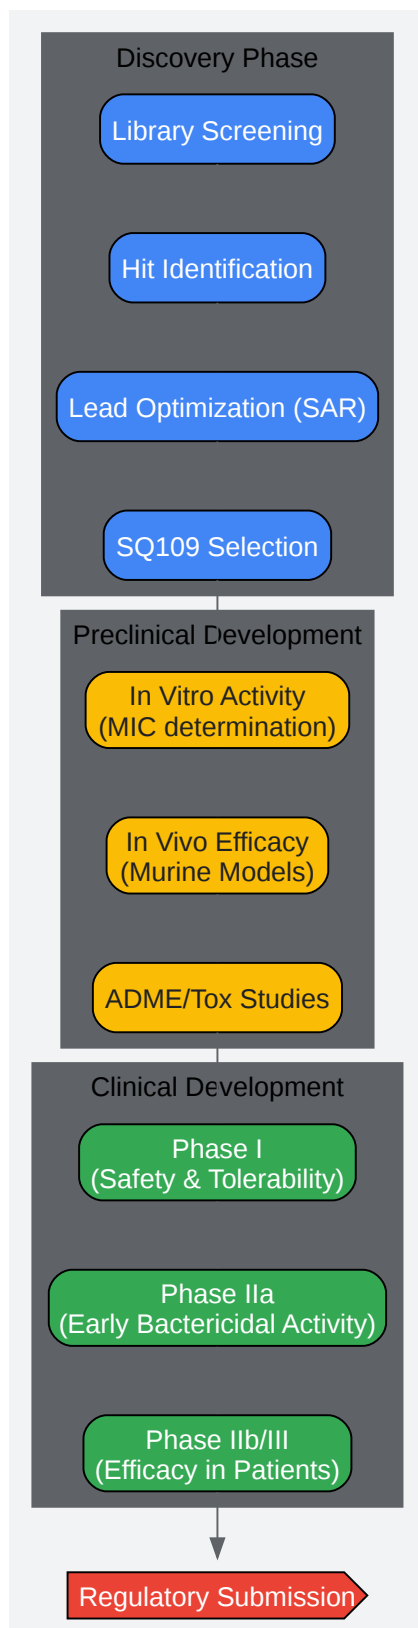 Discovery Phase
Library Screening
Hit Identification
Lead Optimization (SAR)
SQ109 Selection
Preclinical Development
In Vitro Activity
(MIC determination)
In Vivo Efficacy
(Murine Models)
ADME/Tox Studies
Clinical Development
Phase I
(Safety & Tolerability)
Phase IIa
(Early Bactericidal Activity)
Phase IIb/III
(Efficacy in Patients)
Regulatory Submission